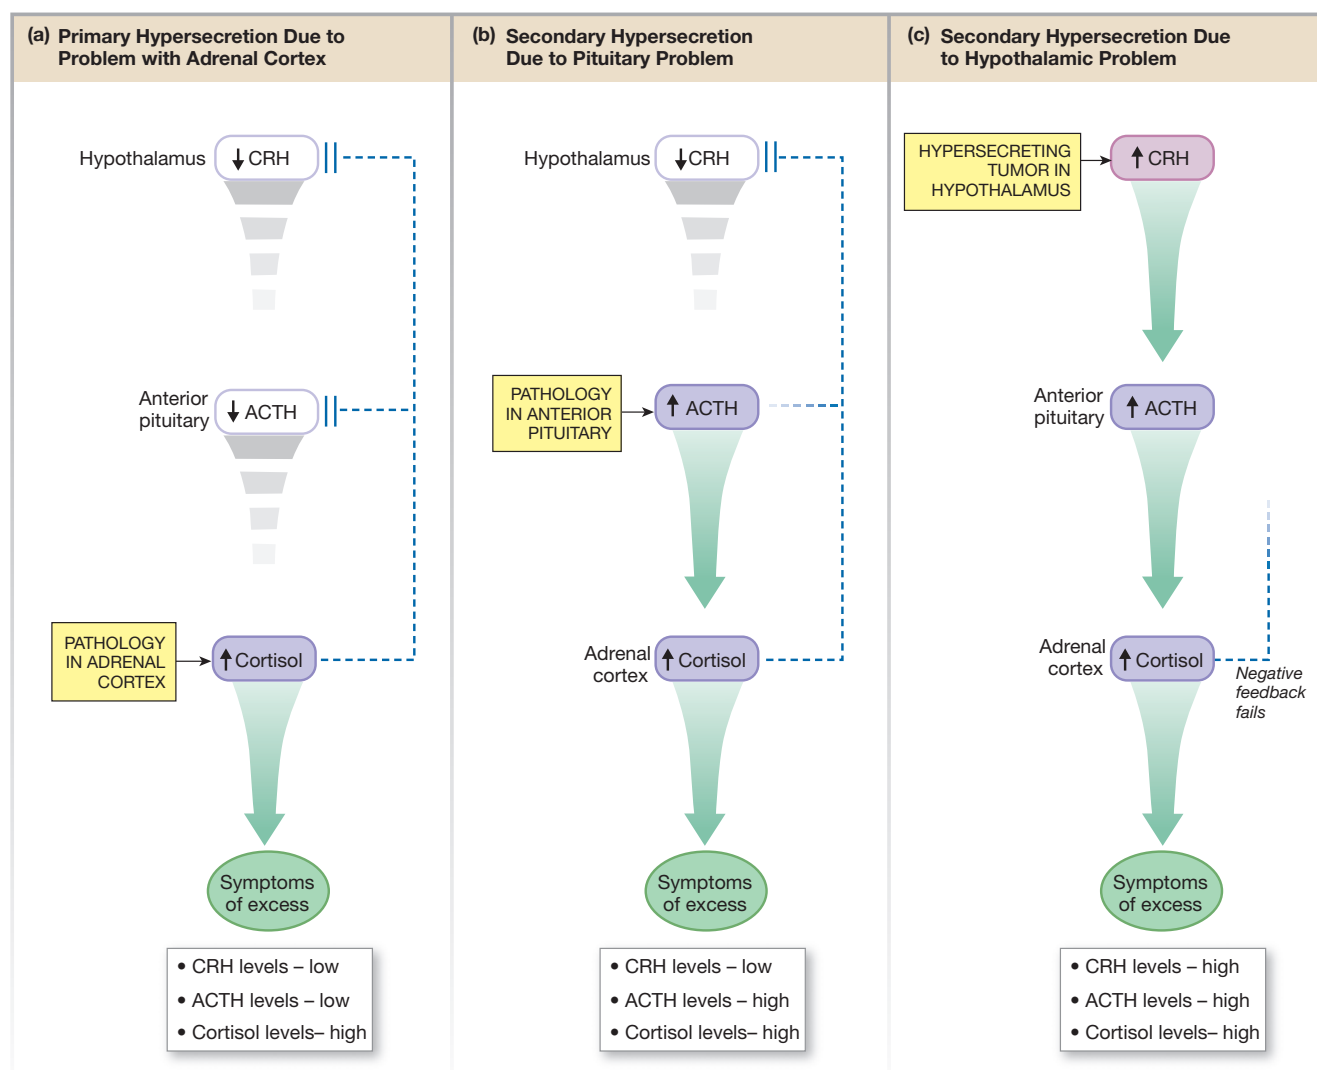 (a) Primary Hypersecretion Due to
Problem with Adrenal Cortex
Hypothalamus
↓ CRH
Anterior
pituitary
↓ ACTH
PATHOLOGY
IN ADRENAL
CORTEX
↑ Cortisol
Symptoms
of excess
• CRH levels – low
• ACTH levels – low
• Cortisol levels– high
(b) Secondary Hypersecretion
Due to Pituitary Problem
Hypothalamus
↓ CRH
PATHOLOGY
IN ANTERIOR
PITUITARY
↑ ACTH
Adrenal
cortex
↑ Cortisol
Symptoms
of excess
• CRH levels – low
• ACTH levels – high
• Cortisol levels– high
(c) Secondary Hypersecretion Due
to Hypothalamic Problem
HYPERSECRETING
TUMOR IN
HYPOTHALAMUS
↑ CRH
Anterior
pituitary
↑ ACTH
Adrenal
cortex
↑ Cortisol
Negative
feedback
fails
Symptoms
of excess
• CRH levels – high
• ACTH levels – high
• Cortisol levels– high